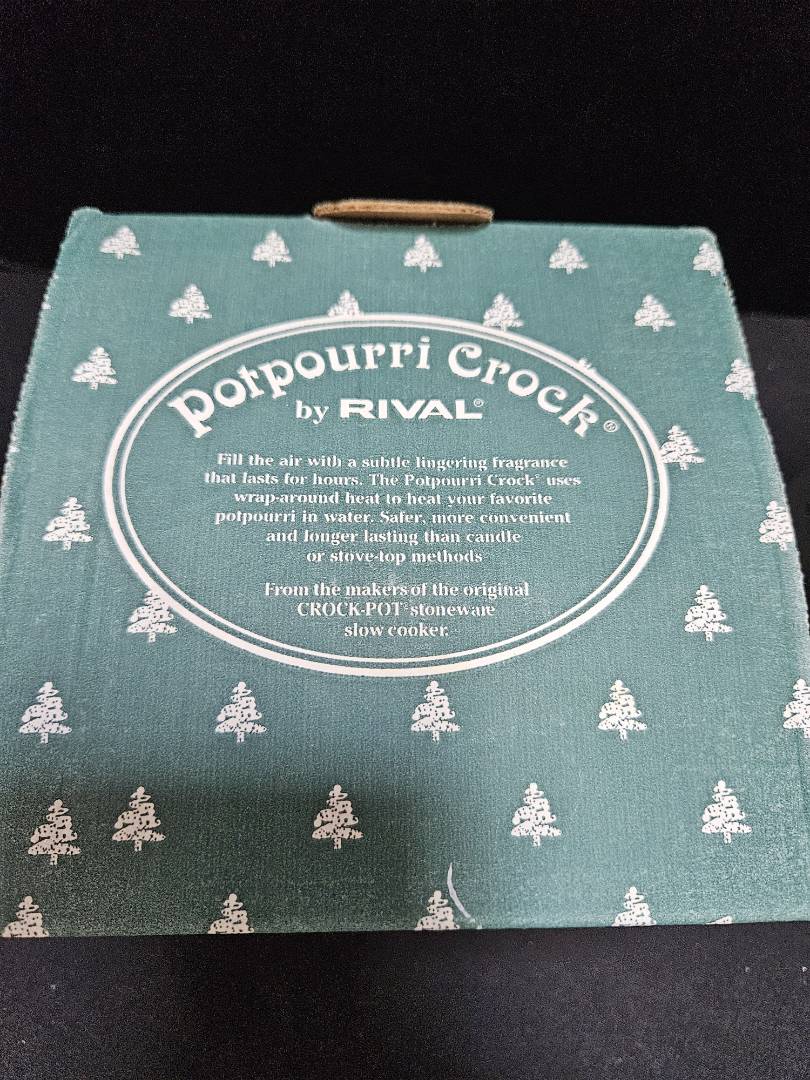 Potpourri Crock®
by RIVAL®
Fill the air with a subtle lingering fragrance
that lasts for hours. The Potpourri Crock® uses
wrap-around heat to heat your favorite
potpourri in water. Safer, more convenient
and longer lasting than candle
or stove-top methods
From the makers of the original
CROCK-POT® stoneware
slow cooker.